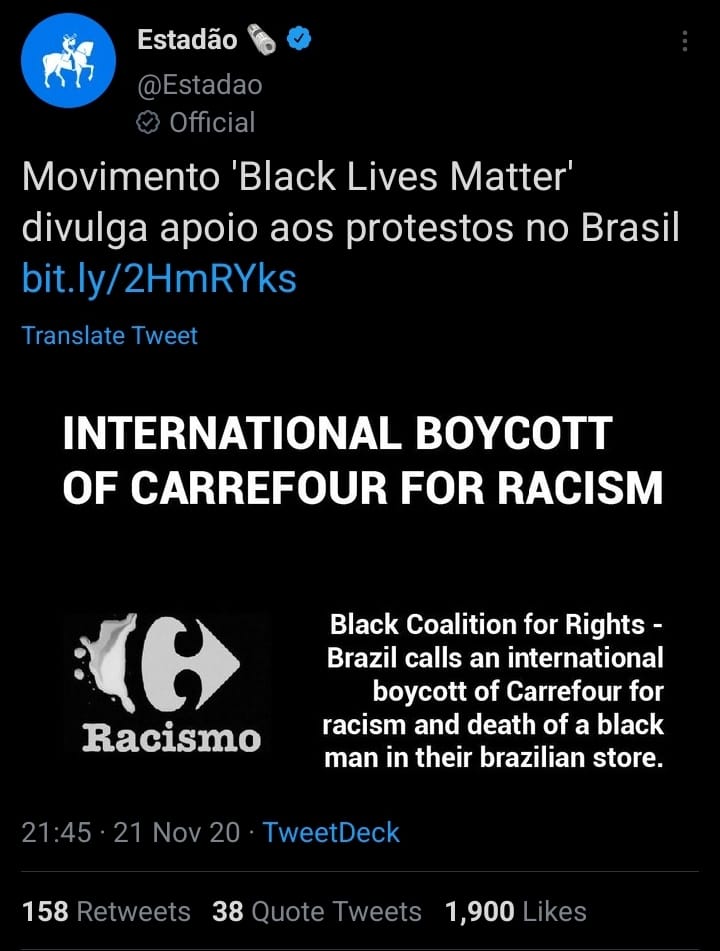 Estadão
@Estadao
Official
Movimento 'Black Lives Matter'
divulga apoio aos protestos no Brasil
bit.ly/2HmRYks
Translate Tweet
INTERNATIONAL BOYCOTT
OF CARREFOUR FOR RACISM
Racismo
Black Coalition for Rights -
Brazil calls an international
boycott of Carrefour for
racism and death of a black
man in their brazilian store.
21:45 · 21 Nov 20 · TweetDeck
158 Retweets 38 Quote Tweets 1,900 Likes